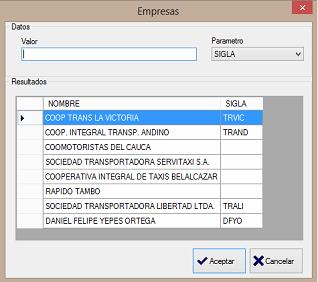 Empresas
Datos
Valor Parametro
SIGLA
Resultados
NOMBRE SIGLA
COOP TRANS LA VICTORIA TRVIC
COOP. INTEGRAL TRANSP. ANDINO TRAND
COOMOTORISTAS DEL CAUCA
SOCIEDAD TRANSPORTADORA SERVITAXI S.A.
COOPERATIVA INTEGRAL DE TAXIS BELALCAZAR
RAPIDO TAMBO
SOCIEDAD TRANSPORTADORA LIBERTAD LTDA. TRALI
DANIEL FELIPE YEPES ORTEGA DFYO
Aceptar Cancelar